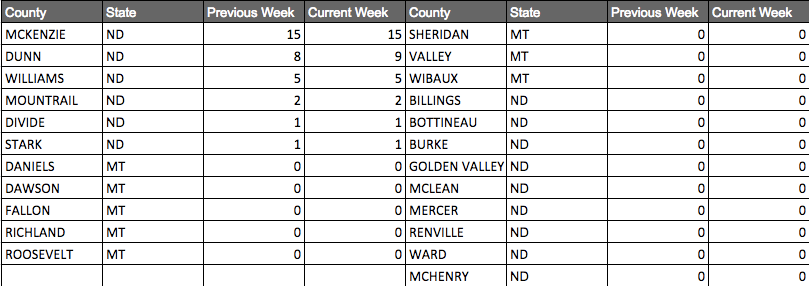 County State Previous Week Current Week County State Previous Week Current Week
MCKENZIE ND 15 15 SHERIDAN MT 0 0
DUNN ND 8 9 VALLEY MT 0 0
WILLIAMS ND 5 5 WIBAUX MT 0 0
MOUNTRAIL ND 2 2 BILLINGS ND 0 0
DIVIDE ND 1 1 BOTTINEAU ND 0 0
STARK ND 1 1 BURKE ND 0 0
DANIELS MT 0 0 GOLDEN VALLEY ND 0 0
DAWSON MT 0 0 MCLEAN ND 0 0
FALLON MT 0 0 MERCER ND 0 0
RICHLAND MT 0 0 RENVILLE ND 0 0
ROOSEVELT MT 0 0 WARD ND 0 0
MCHENRY ND 0 0